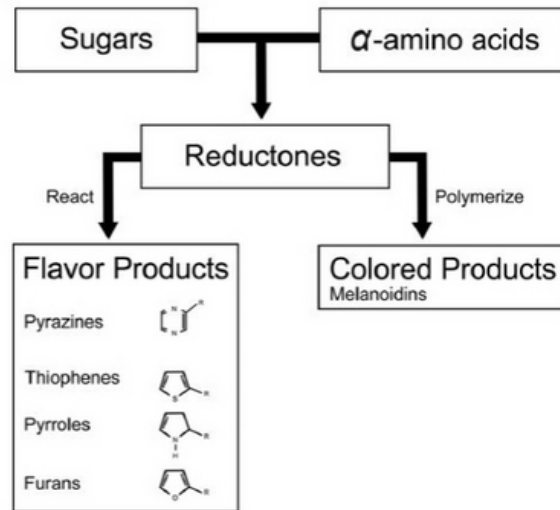 Sugars
α-amino acids
Reductones
React
Polymerize
Flavor Products
Pyrazines
N
R
N
Thiophenes
S
R
Pyrroles
N
H
R
Furans
O
R
Colored Products
Melanoidins